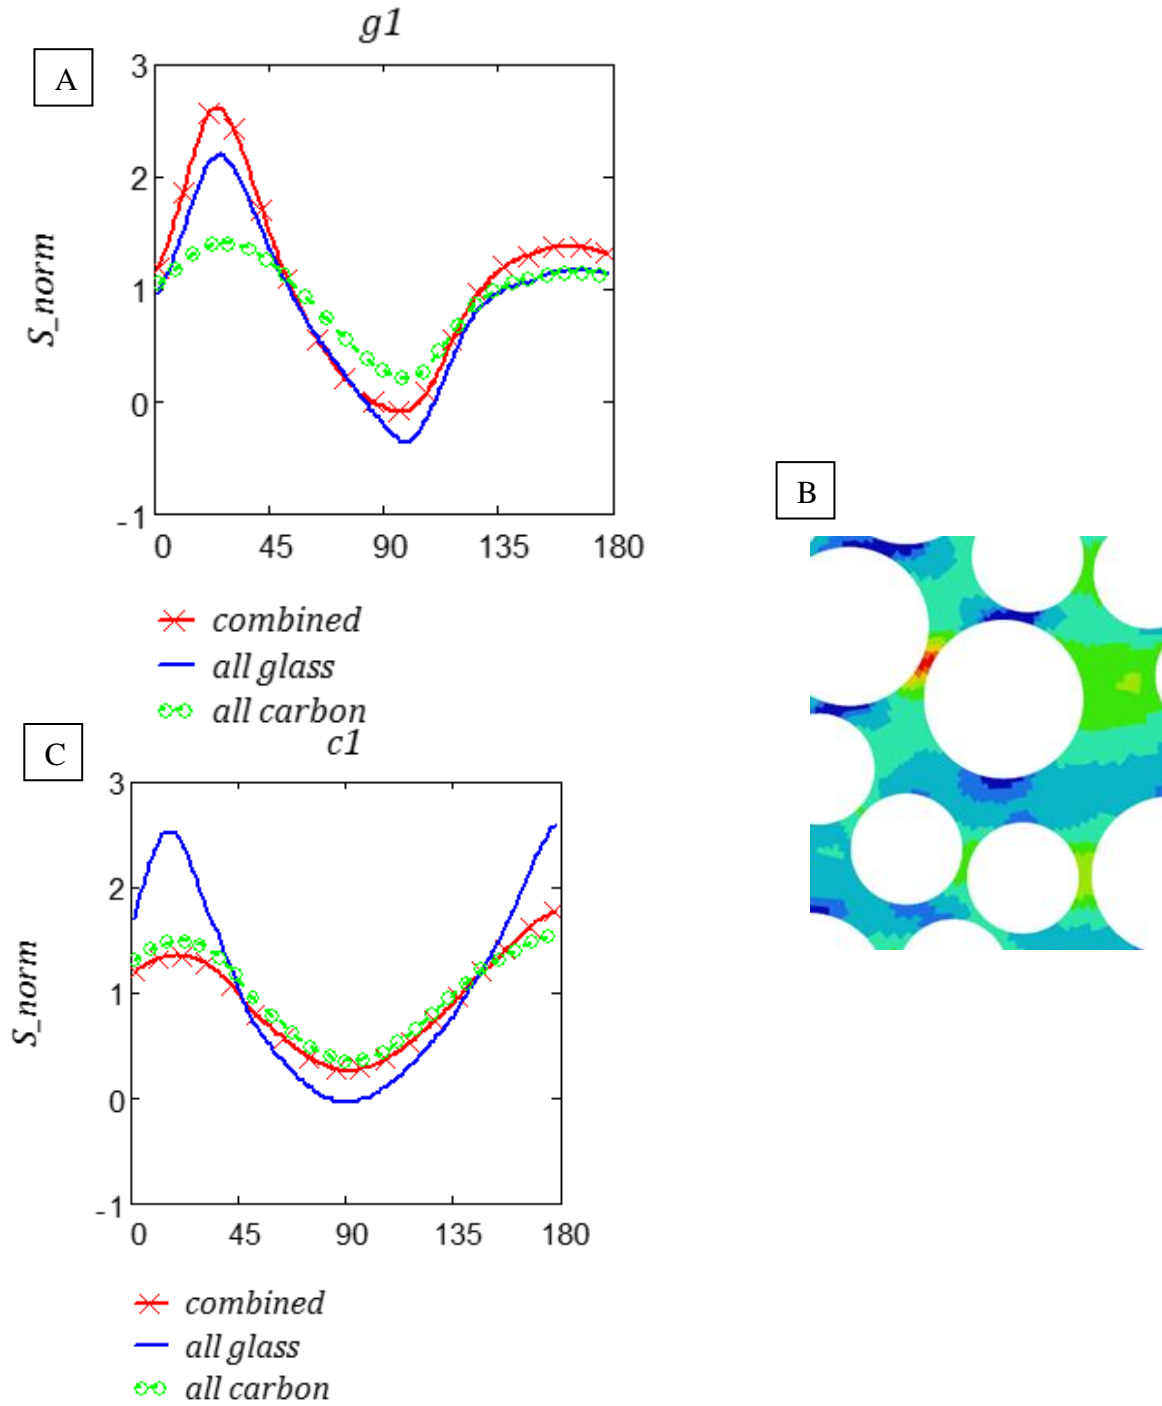 g1
A
3
2
1
0
-1
S_norm
0 45 90 135 180
combined
all glass
all carbon
B
C
c1
3
2
1
0
-1
S_norm
0 45 90 135 180
combined
all glass
all carbon